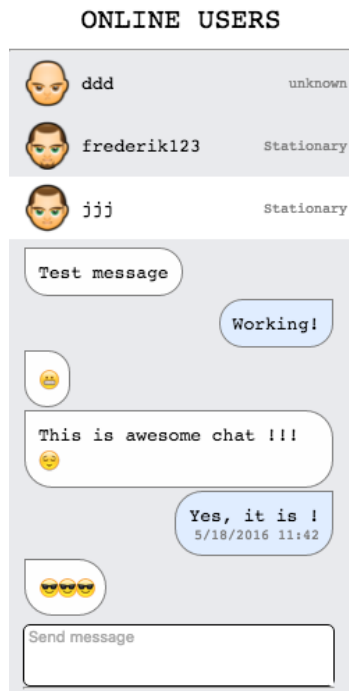 ONLINE USERS
ddd unknown
frederik123 Stationary
jjj Stationary
Test message
Working!
😬
This is awesome chat !!!
😌
Yes, it is !
5/18/2016 11:42
😎😎😎
Send message